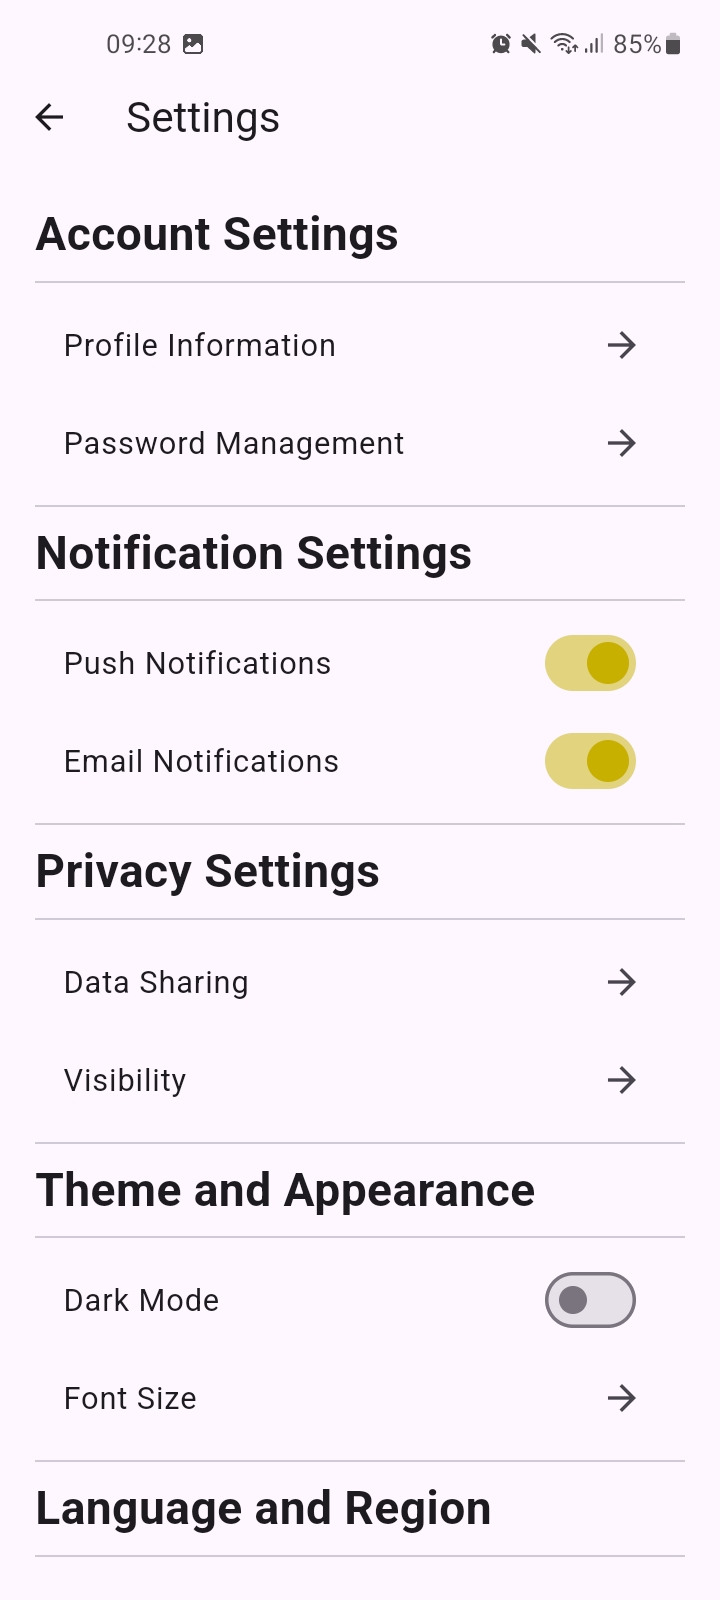 09:28 85%
Settings
Account Settings
Profile Information
Password Management
Notification Settings
Push Notifications
Email Notifications
Privacy Settings
Data Sharing
Visibility
Theme and Appearance
Dark Mode
Font Size
Language and Region